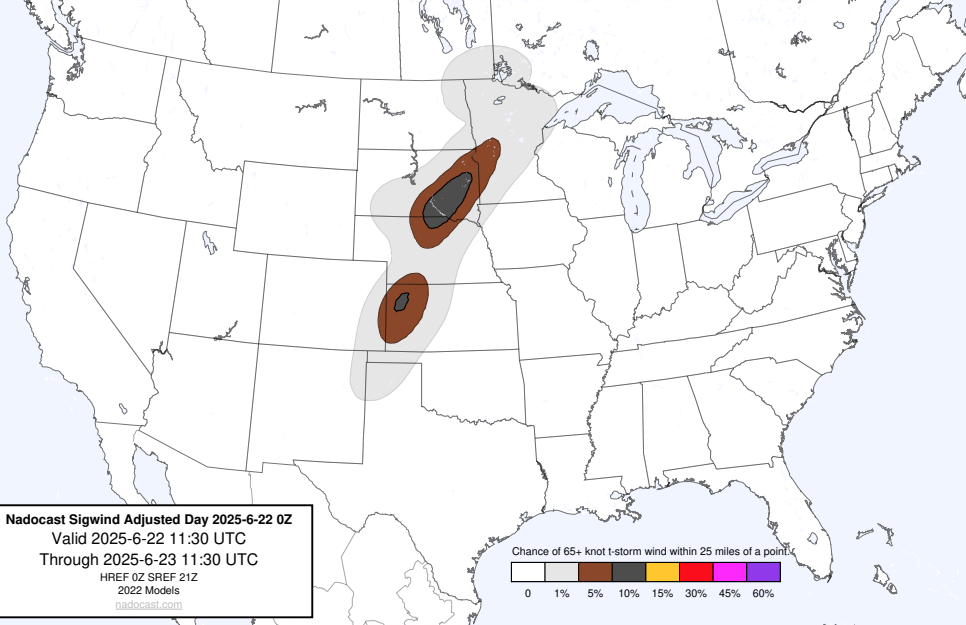 Nadocast Sigwind Adjusted Day 2025-6-22 0Z
Valid 2025-6-22 11:30 UTC
Through 2025-6-23 11:30 UTC
HREF 0Z SREF 21Z
2022 Models
nadocast.com
Chance of 65+ knot t-storm wind within 25 miles of a point.
0 1% 5% 10% 15% 30% 45% 60%